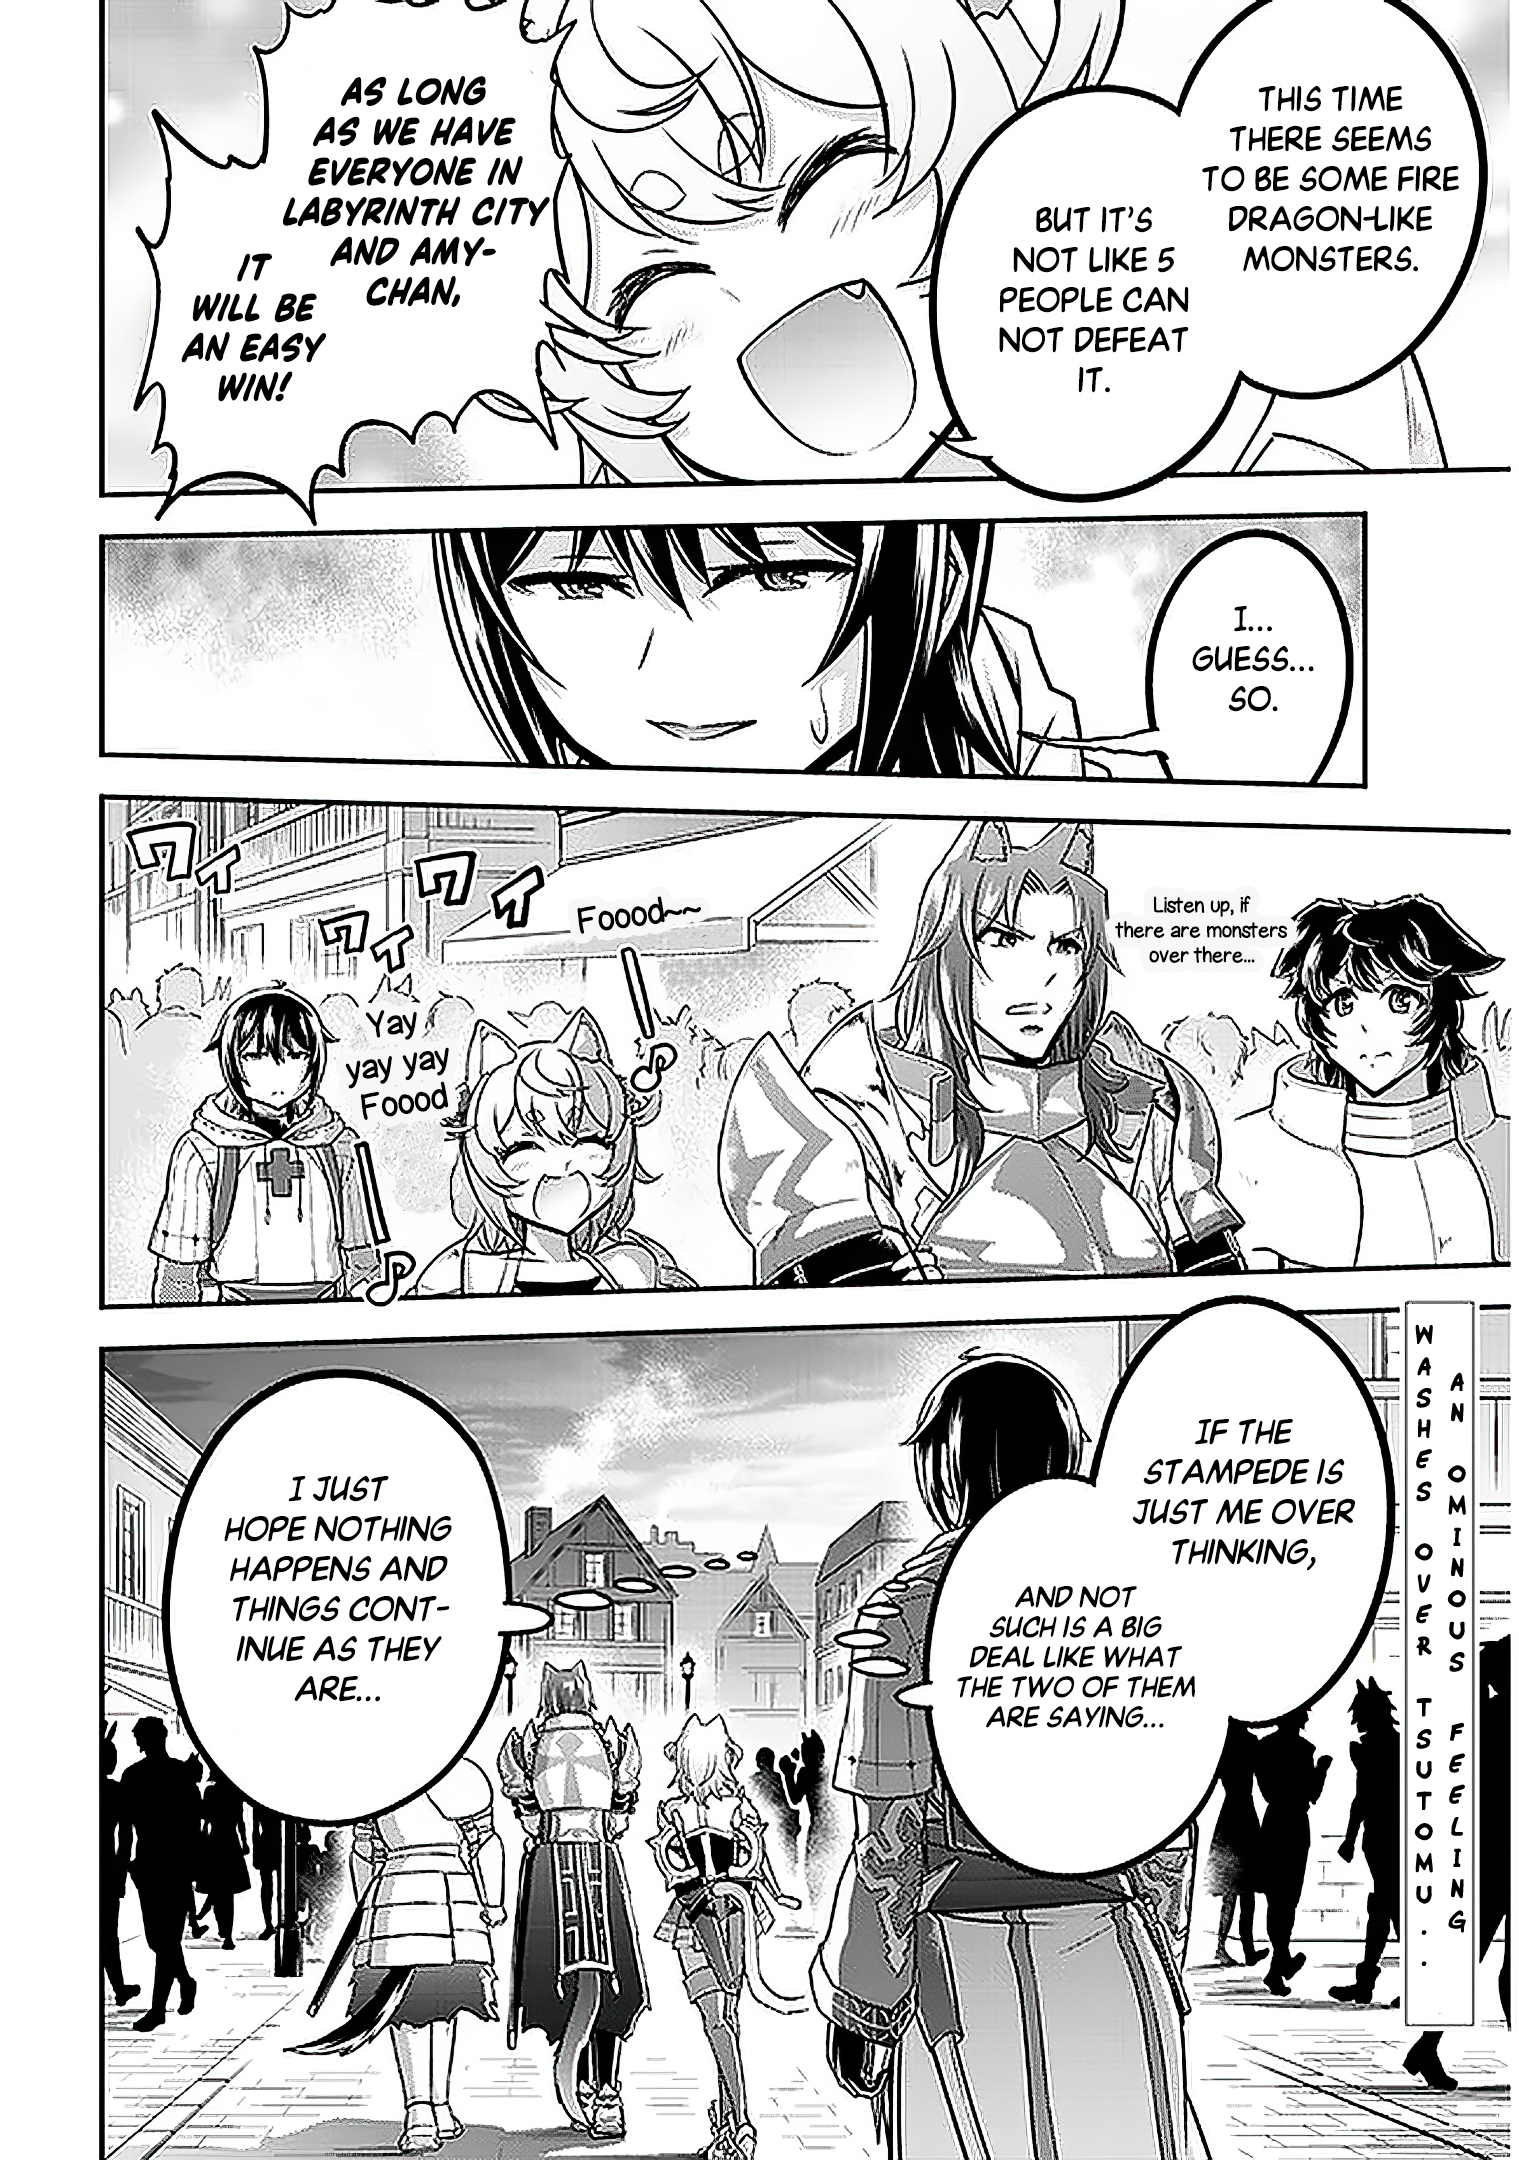 THIS TIME
THERE SEEMS
TO BE SOME FIRE
DRAGON-LIKE
MONSTERS.
BUT IT'S
NOT LIKE 5
PEOPLE CAN
NOT DEFEAT
IT.
AS LONG
AS WE HAVE
EVERYONE IN
LABYRINTH CITY
AND AMY-
CHAN,
IT
WILL BE
AN EASY
WIN!
I...
GUESS...
SO.
Listen up, if
there are monsters
over there...
Foood~~
ワイ
ワイ
ワイ
Yay
yay yay
Foood
IF THE
STAMPEDE IS
JUST ME OVER
THINKING,
AND NOT
SUCH IS A BIG
DEAL LIKE WHAT
THE TWO OF THEM
ARE SAYING...
I JUST
HOPE NOTHING
HAPPENS AND
THINGS CONT-
INUE AS THEY
ARE...
AN OMINOUS FEELING
WASHES OVER TSUTOMU...